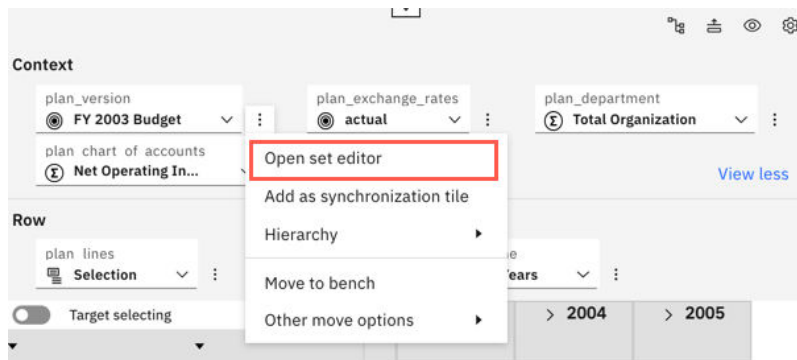 Context
plan_version
FY 2003 Budget
plan_exchange_rates
actual
plan_department
Total Organization
plan chart of accounts
Net Operating In...
Open set editor
View less
Add as synchronization tile
Row
Hierarchy
plan lines
Selection
Move to bench
Target selecting
Other move options
2004
2005